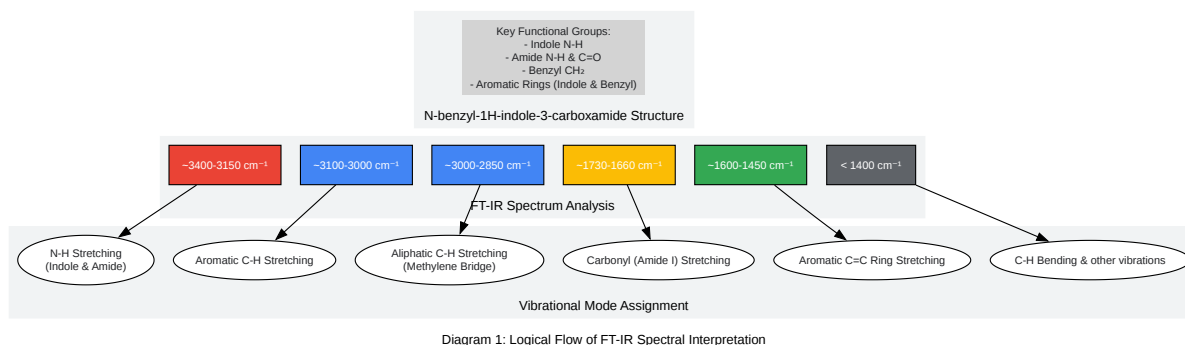 Key Functional Groups:
- Indole N-H
- Amide N-H & C=O
- Benzyl CH₂
- Aromatic Rings (Indole & Benzyl)
N-benzyl-1H-indole-3-carboxamide Structure
~3400-3150 cm⁻¹
~3100-3000 cm⁻¹
~3000-2850 cm⁻¹
~1730-1660 cm⁻¹
~1600-1450 cm⁻¹
< 1400 cm⁻¹
FT-IR Spectrum Analysis
N-H Stretching
(Indole & Amide)
Aromatic C-H Stretching
Aliphatic C-H Stretching
(Methylene Bridge)
Carbonyl (Amide I) Stretching
Aromatic C=C Ring Stretching
C-H Bending & other vibrations
Vibrational Mode Assignment
Diagram 1: Logical Flow of FT-IR Spectral Interpretation